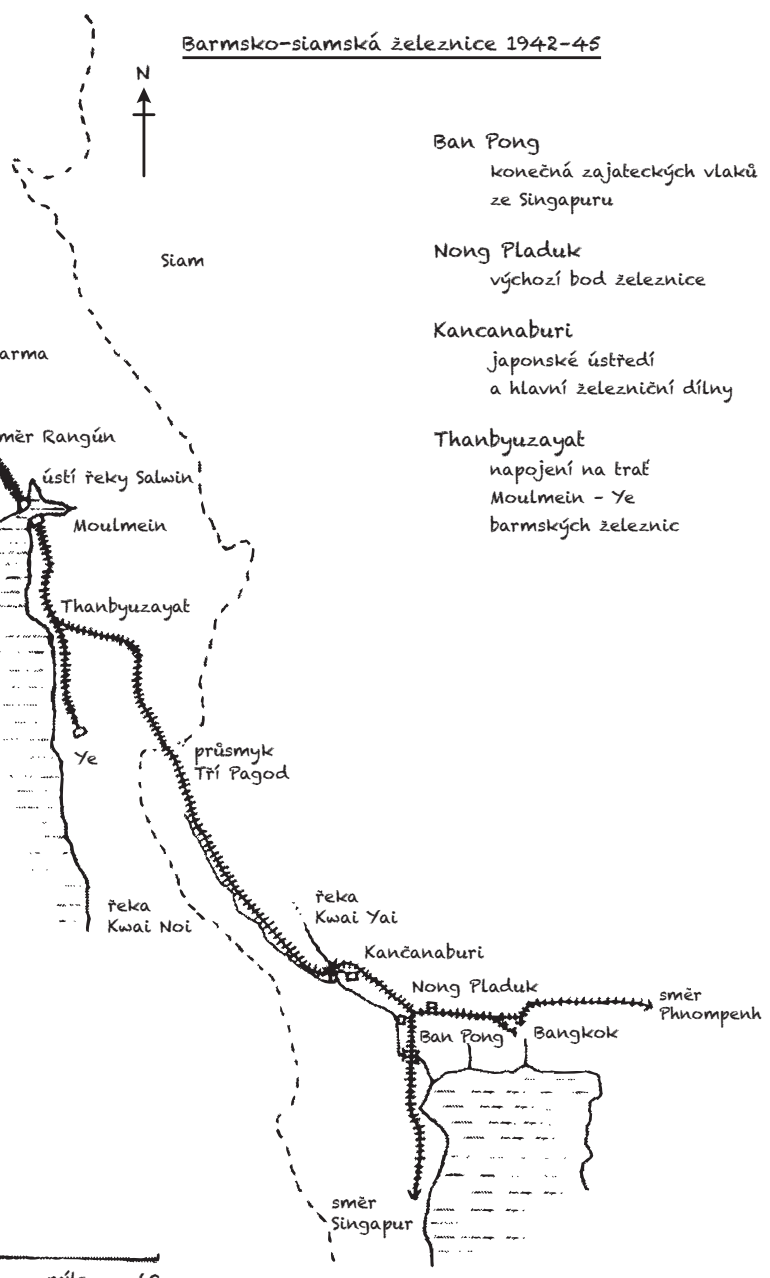 Barmsko-siamská železnice 1942-45
N
Ban Pong
konečná zajateckých vlaků
ze Singapuru
Nong Pladuk
výchozí bod železnice
Kancanaburi
japonské ústředí
a hlavní železniční dílny
Thanbyuzayat
napojení na trať
Moulmein - Ye
barmských železnic
Siam
arma
měr Rangún
ústí řeky Salwin
Moulmein
Thanbyuzayat
Ye
průsmyk
Tří Pagod
řeka
Kwai Noi
řeka
Kwai Yai
Kančanaburi
Nong Pladuk
směr
Phnompenh
Ban Pong
Bangkok
směr
Singapur